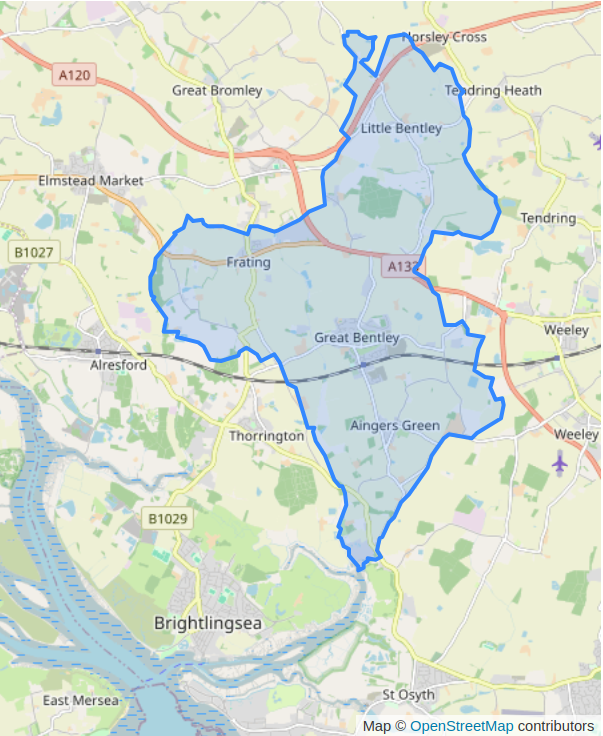 Horsley Cross
A120
Great Bromley
Tendring Heath
Little Bentley
Elmstead Market
Tendring
B1027
Frating
A133
Weeley
Great Bentley
Alresford
Aingers Green
Thorrington
Weeley
B1029
Brightlingsea
East Mersea
St Osyth
Map © OpenStreetMap contributors